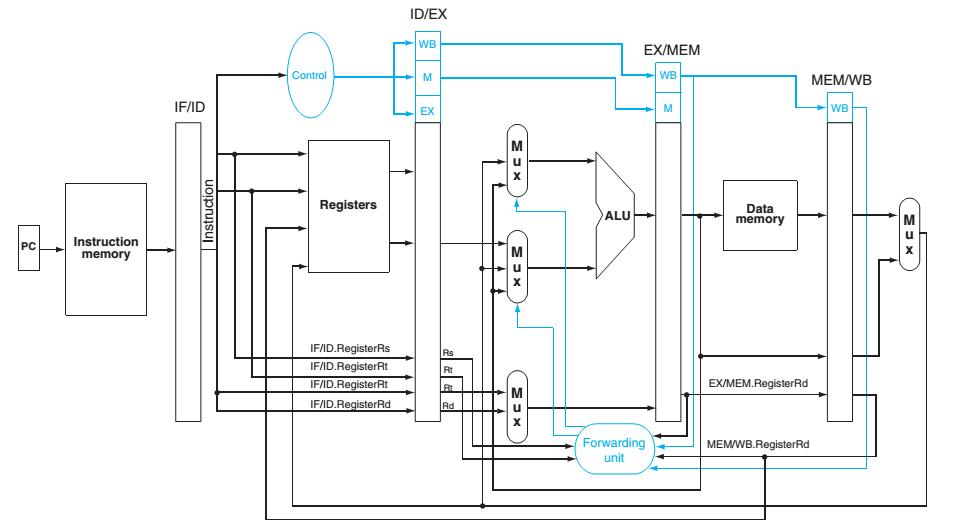 ID/EX
WB
EX/MEM
Control
M
WB
MEM/WB
IF/ID
EX
M
WB
M
u
x
Instruction
Registers
ALU
Data
memory
M
u
x
PC
Instruction
memory
M
u
x
IF/ID.RegisterRs
Rs
IF/ID.RegisterRt
Rt
IF/ID.RegisterRt
Rt
IF/ID.RegisterRd
Rd
M
u
x
EX/MEM.RegisterRd
Forwarding
unit
MEM/WB.RegisterRd